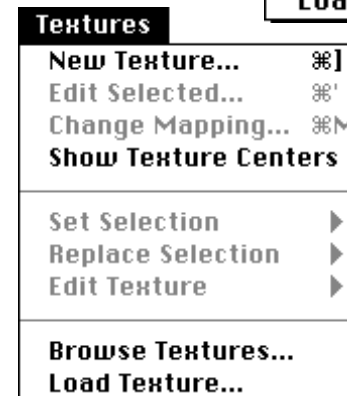 Loa
Textures
New Texture... ⌘]
Edit Selected... ⌘'
Change Mapping... ⌘M
Show Texture Centers
Set Selection ▶
Replace Selection ▶
Edit Texture ▶
Browse Textures...
Load Texture...